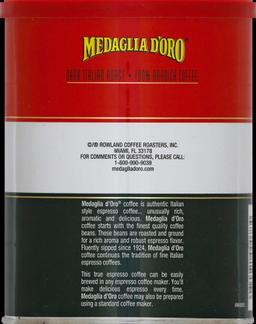 MEDAGLIA D'ORO®
DARK ITALIAN ROAST • 100% ARABICA COFFEE
©/® ROWLAND COFFEE ROASTERS, INC.
MIAMI, FL 33178
FOR COMMENTS OR QUESTIONS, PLEASE CALL:
1-800-990-9039
medagliadoro.com
Medaglia d'Oro® coffee is authentic Italian
style espresso coffee... unusually rich,
aromatic and delicious. Medaglia d'Oro
coffee starts with the finest quality coffee
beans. These beans are roasted and ground
for a rich aroma and robust espresso flavor.
Fluently sipped since 1924, Medaglia d'Oro
coffee continues the tradition of fine Italian
espresso coffees.
This true espresso coffee can be easily
brewed in any espresso coffee maker. You'll
make delicious espresso every time.
Medaglia d'Oro may also be prepared
using a standard coffee maker.